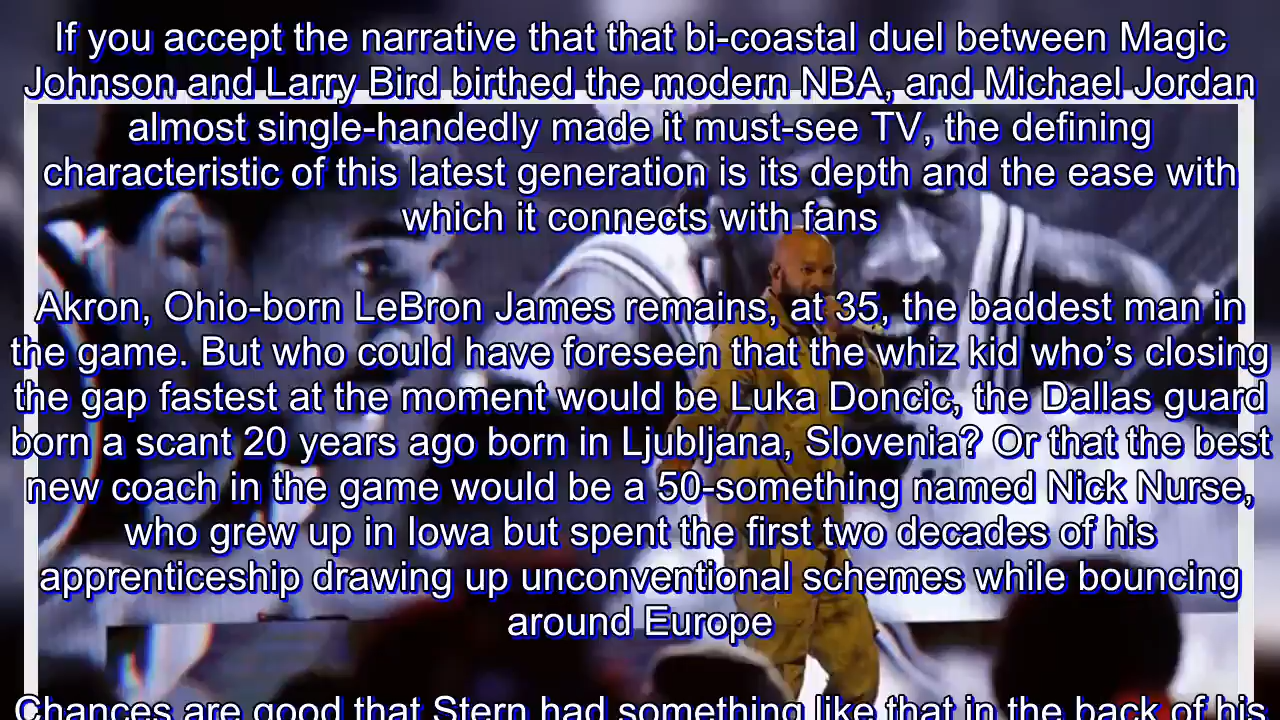 If you accept the narrative that that bi-coastal duel between Magic
Johnson and Larry Bird birthed the modern NBA, and Michael Jordan
almost single-handedly made it must-see TV, the defining
characteristic of this latest generation is its depth and the ease with
which it connects with fans
Akron, Ohio-born LeBron James remains, at 35, the baddest man in
the game. But who could have foreseen that the whiz kid who’s closing
the gap fastest at the moment would be Luka Doncic, the Dallas guard
born a scant 20 years ago born in Ljubljana, Slovenia? Or that the best
new coach in the game would be a 50-something named Nick Nurse,
who grew up in Iowa but spent the first two decades of his
apprenticeship drawing up unconventional schemes while bouncing
around Europe
Chances are good that Stern had something like that in the back of his